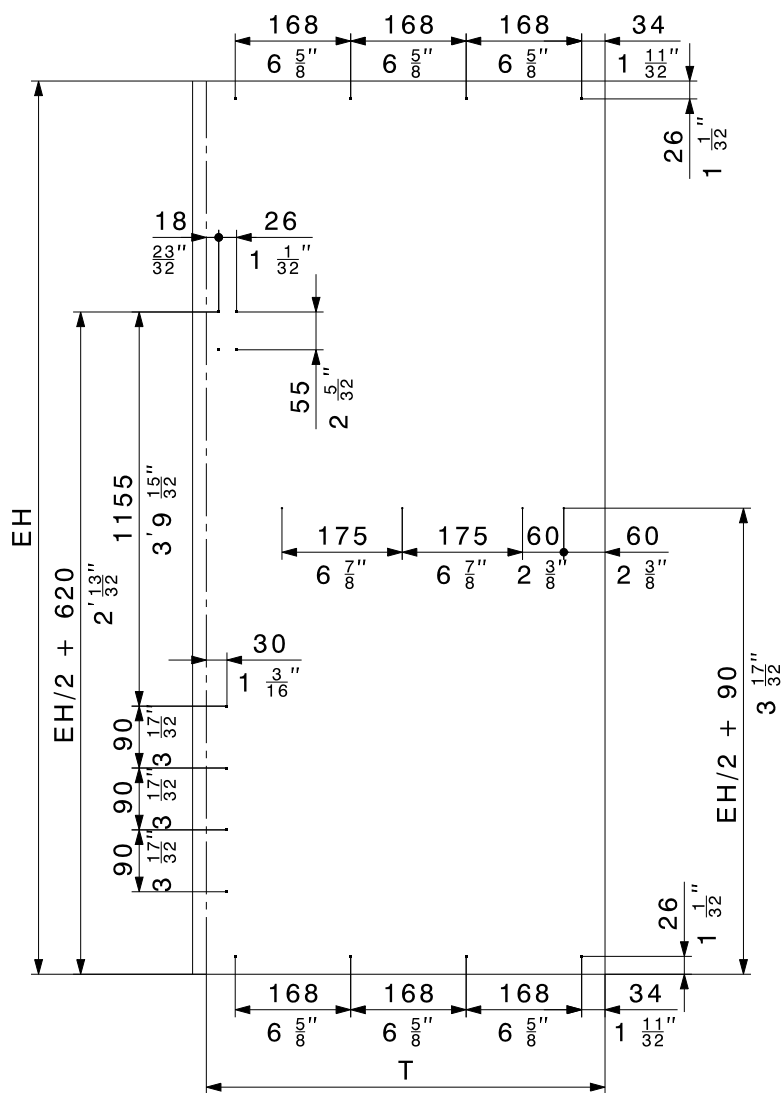 168 168 168 34
6 5/8" 6 5/8" 6 5/8" 1 11/32"
26
1 1/32"
18 26
23/32" 1 1/32"
55
2 5/32"
EH
EH/2 + 620
2' 13/32"
1155
3'9 15/32"
175 175 60 60
6 7/8" 6 7/8" 2 3/8" 2 3/8"
30
1 3/16"
90
3 17/32"
90
3 17/32"
90
3 17/32"
EH/2 + 90
3 17/32"
26
1 1/32"
168 168 168 34
6 5/8" 6 5/8" 6 5/8" 1 11/32"
T